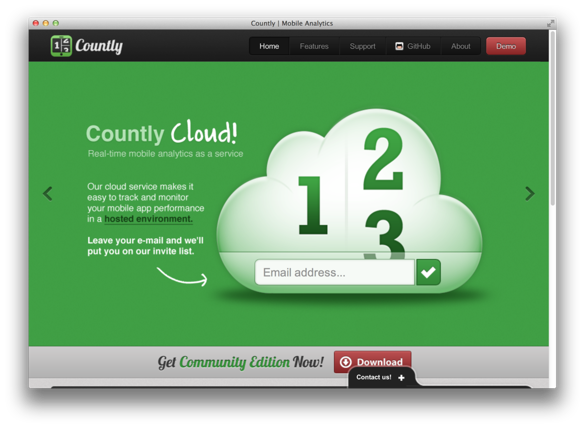 Countly | Mobile Analytics
123 Countly
Home Features Support GitHub About Demo
Countly Cloud!
Real-time mobile analytics as a service
Our cloud service makes it
easy to track and monitor
your mobile app performance
in a hosted environment.
Leave your e-mail and we'll
put you on our invite list.
1 2 3
Email address...
Get Community Edition Now! Download
Contact us! +